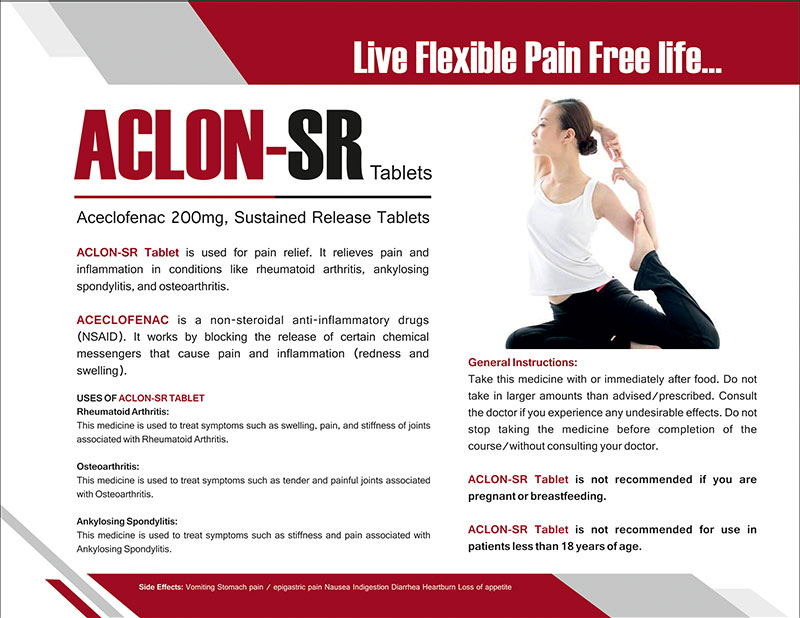 Live Flexible Pain Free life...
ACLON-SR Tablets
Aceclofenac 200mg, Sustained Release Tablets
ACLON-SR Tablet is used for pain relief. It relieves pain and
inflammation in conditions like rheumatoid arthritis, ankylosing
spondylitis, and osteoarthritis.
ACECLOFENAC is a non-steroidal anti-inflammatory drugs
(NSAID). It works by blocking the release of certain chemical
messengers that cause pain and inflammation (redness and
swelling).
USES OF ACLON-SR TABLET
Rheumatoid Arthritis:
This medicine is used to treat symptoms such as swelling, pain, and stiffness of joints
associated with Rheumatoid Arthritis.
Osteoarthritis:
This medicine is used to treat symptoms such as tender and painful joints associated
with Osteoarthritis.
Ankylosing Spondylitis:
This medicine is used to treat symptoms such as stiffness and pain associated with
Ankylosing Spondylitis.
General Instructions:
Take this medicine with or immediately after food. Do not
take in larger amounts than advised/prescribed. Consult
the doctor if you experience any undesirable effects. Do not
stop taking the medicine before completion of the
course/without consulting your doctor.
ACLON-SR Tablet is not recommended if you are
pregnant or breastfeeding.
ACLON-SR Tablet is not recommended for use in
patients less than 18 years of age.
Side Effects: Vomiting Stomach pain / epigastric pain Nausea Indigestion Diarrhea Heartburn Loss of appetite